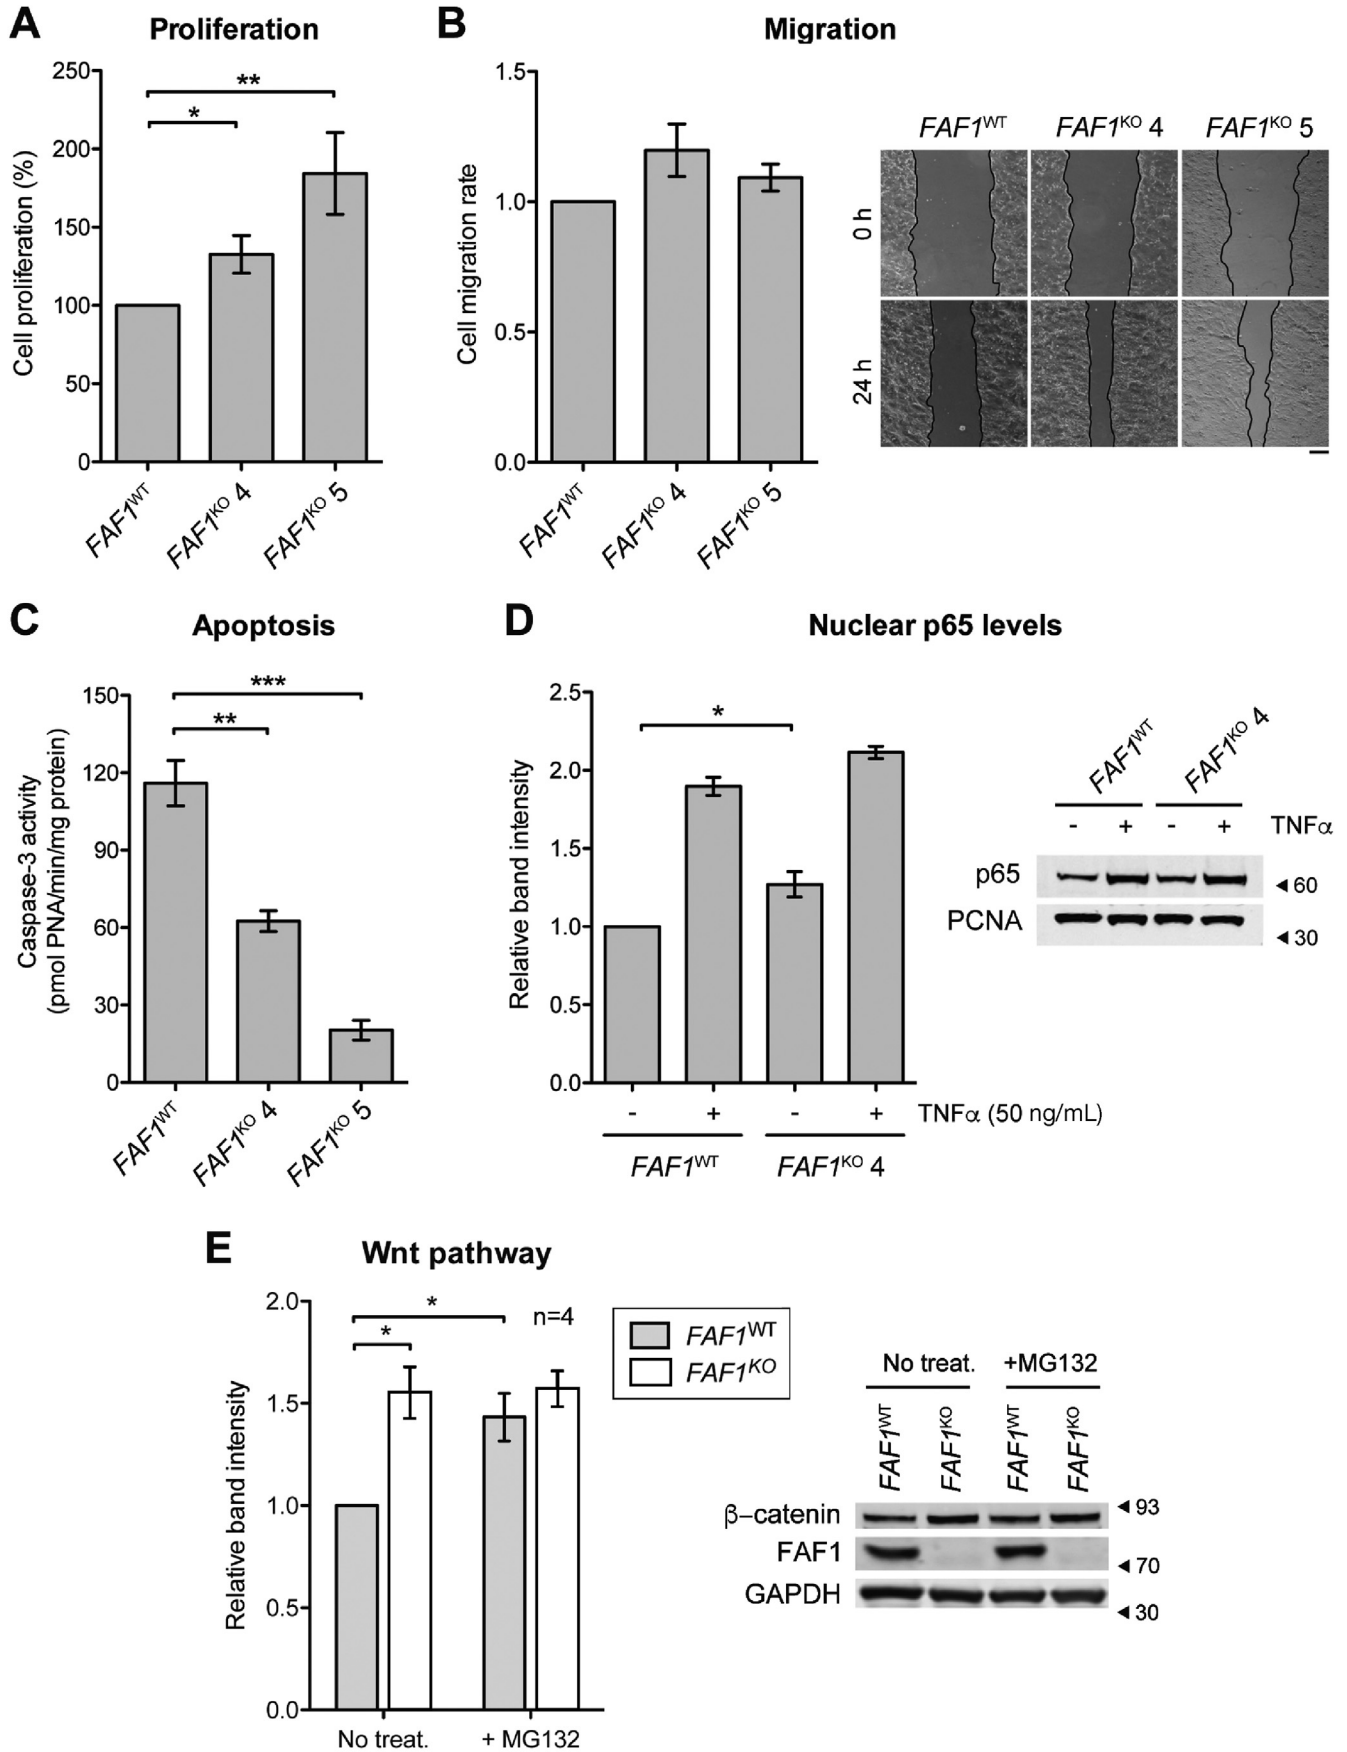 A Proliferation
Cell proliferation (%)
250
200
150
100
50
0
**
*
FAF1WT
FAF1KO 4
FAF1KO 5
B Migration
Cell migration rate
1.5
1.0
0.5
0.0
FAF1WT
FAF1KO 4
FAF1KO 5
FAF1WT FAF1KO 4 FAF1KO 5
0 h
24 h
C Apoptosis
Caspase-3 activity
(pmol PNA/min/mg protein)
150
120
90
60
30
0
***
**
FAF1WT
FAF1KO 4
FAF1KO 5
D Nuclear p65 levels
Relative band intensity
2.5
2.0
1.5
1.0
0.5
0.0
*
- + - + TNFα (50 ng/mL)
FAF1WT FAF1KO 4
FAF1WT FAF1KO 4
- + - + TNFα
p65 ◄ 60
PCNA ◄ 30
E Wnt pathway
Relative band intensity
2.0
1.5
1.0
0.5
0.0
*
*
n=4
FAF1WT
FAF1KO
No treat. + MG132
No treat. +MG132
FAF1WT FAF1KO FAF1WT FAF1KO
β–catenin ◄ 93
FAF1 ◄ 70
GAPDH ◄ 30